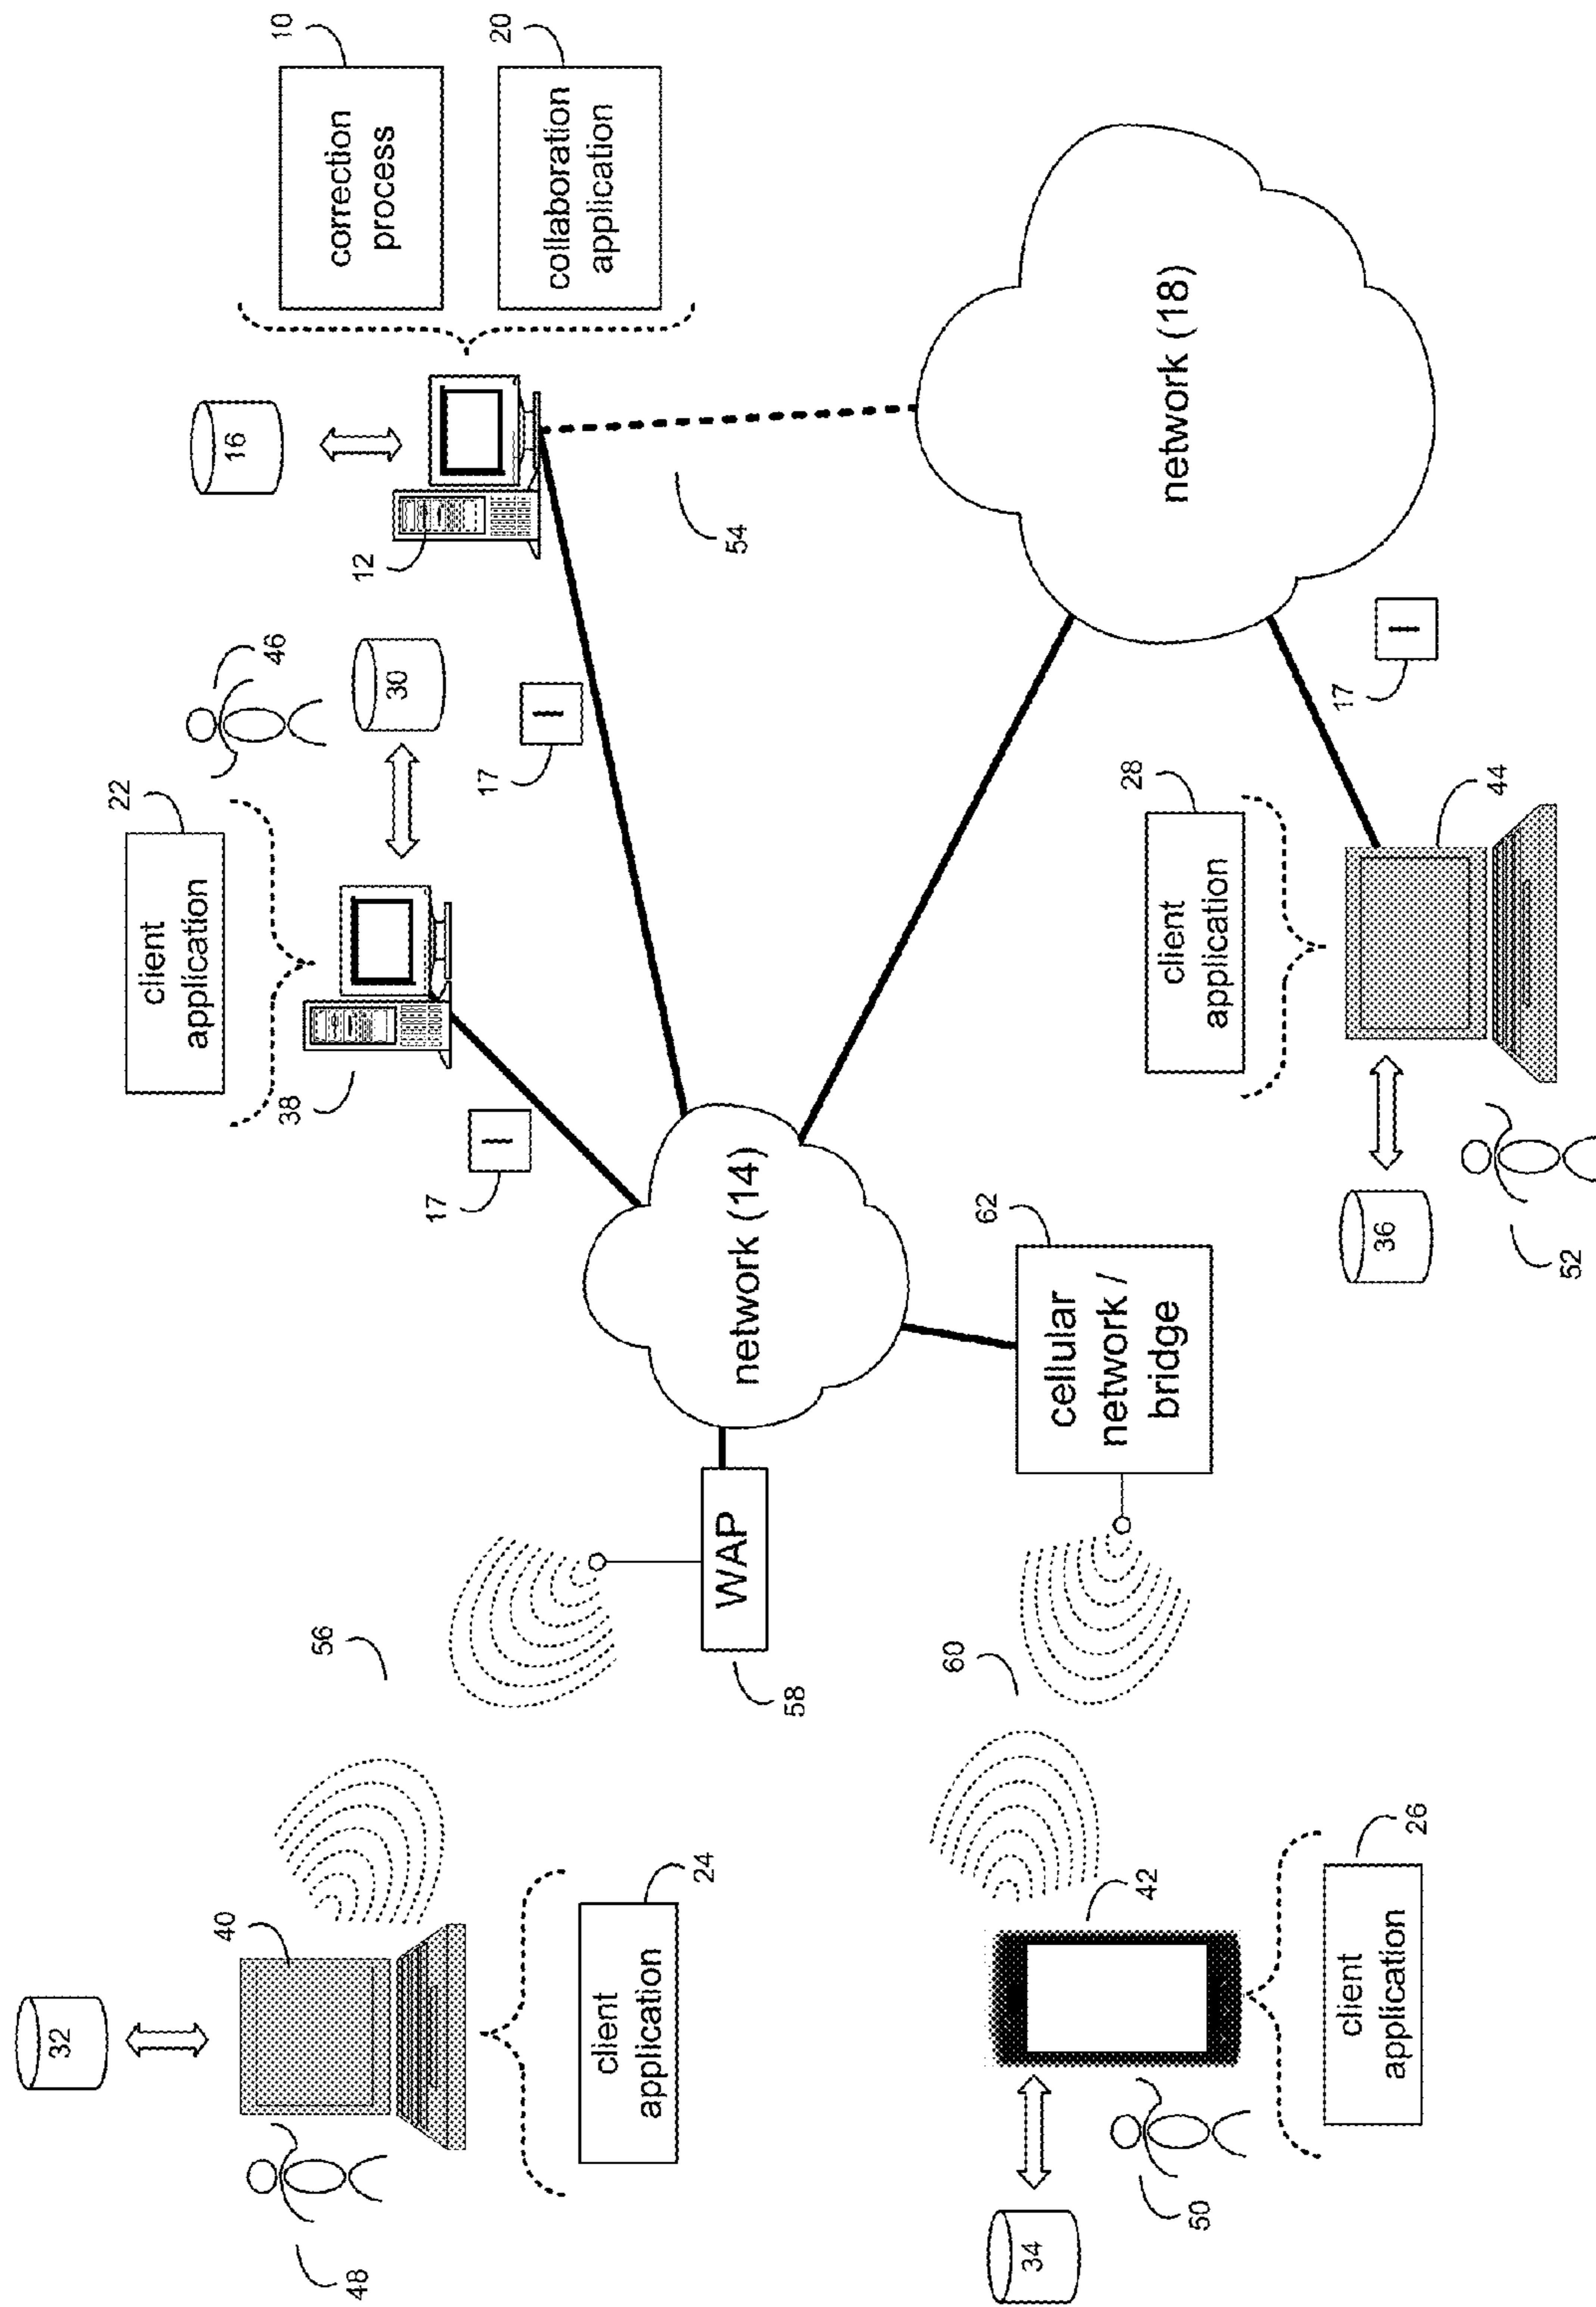 32
22
client
application
40
16
46
10
38
correction
process
48
56
12
30
17
I
17
I
20
collaboration
application
client
application
24
WAP
58
network (14)
54
60
62
34
42
50
cellular
network /
bridge
28
client
application
network (18)
17
I
client
application
26
36
44
52